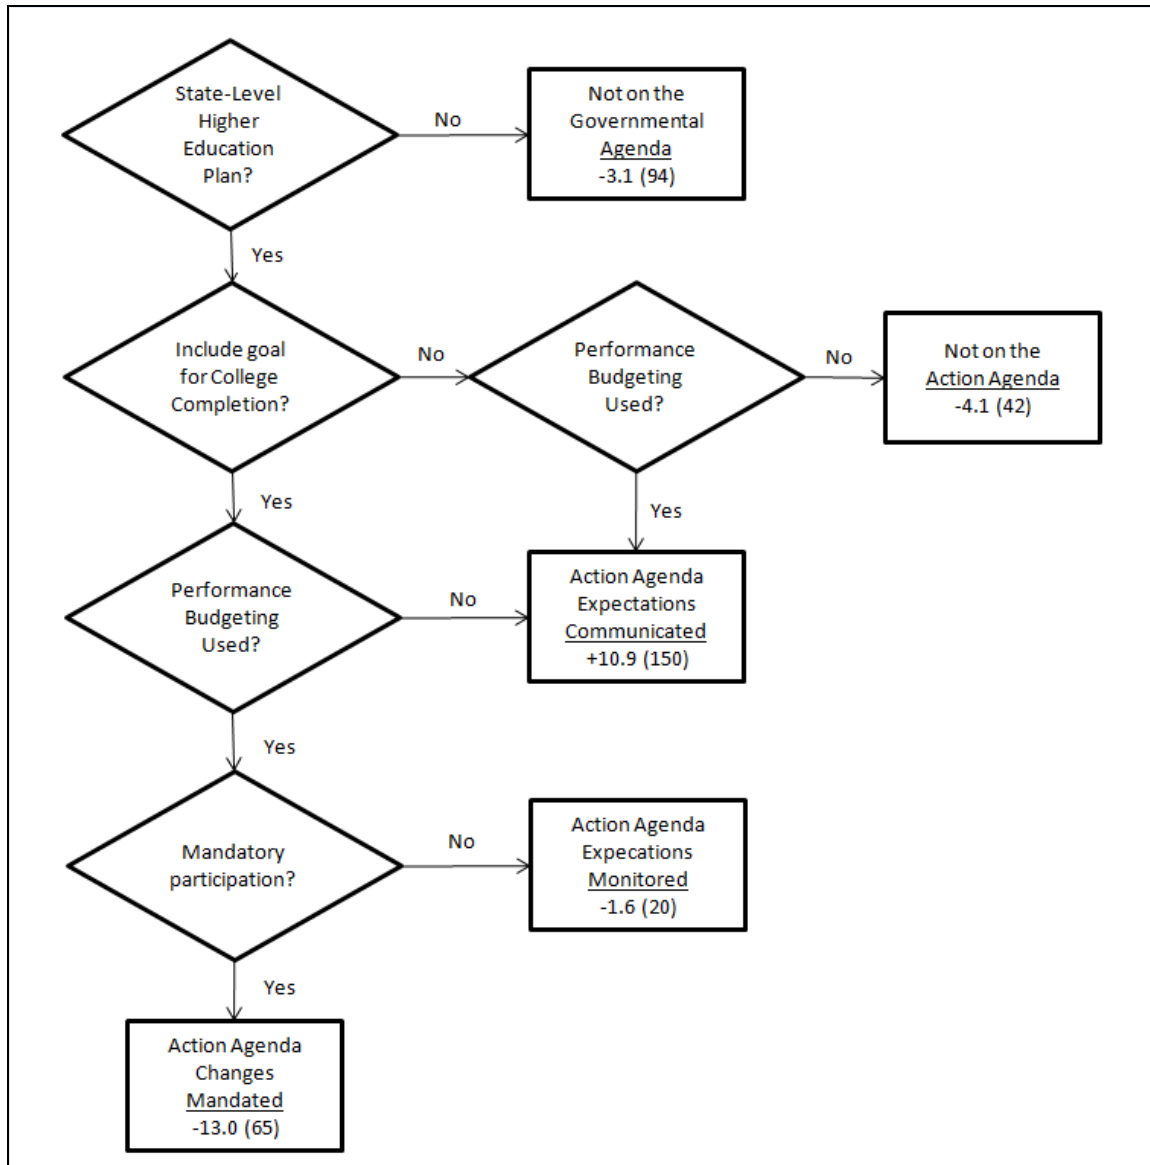 State-Level
Higher
Education
Plan?
No
Not on the
Governmental
Agenda
-3.1 (94)
Yes
Include goal
for College
Completion?
No
Performance
Budgeting
Used?
No
Not on the
Action Agenda
-4.1 (42)
Yes
Yes
Performance
Budgeting
Used?
No
Action Agenda
Expectations
Communicated
+10.9 (150)
Yes
Mandatory
participation?
No
Action Agenda
Expecations
Monitored
-1.6 (20)
Yes
Action Agenda
Changes
Mandated
-13.0 (65)